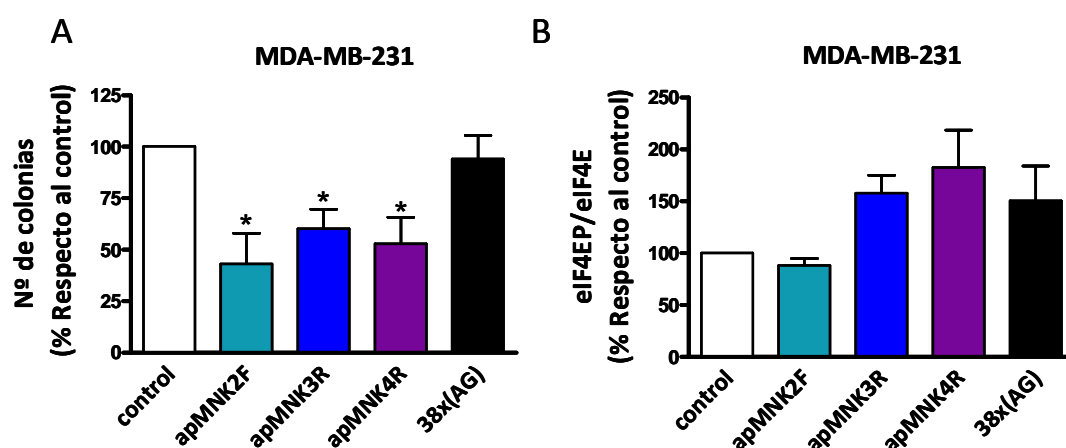 A
MDA-MB-231
Nº de colonias
(% Respecto al control)
125
100
75
50
25
0
*
*
*
control
apMNK2F
apMNK3R
apMNK4R
38x(AG)
B
MDA-MB-231
eIF4EP/eIF4E
(% Respecto al control)
250
200
150
100
50
0
control
apMNK2F
apMNK3R
apMNK4R
38x(AG)